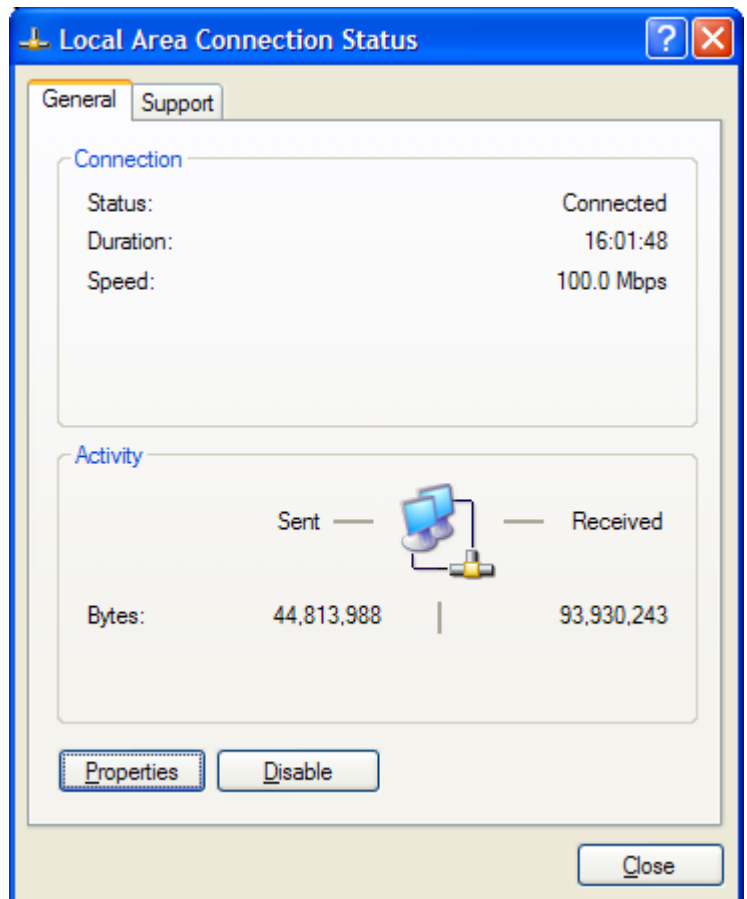 Local Area Connection Status
General Support
Connection
Status: Connected
Duration: 16:01:48
Speed: 100.0 Mbps
Activity
Sent Received
Bytes: 44,813,988 93,930,243
Properties Disable
Close